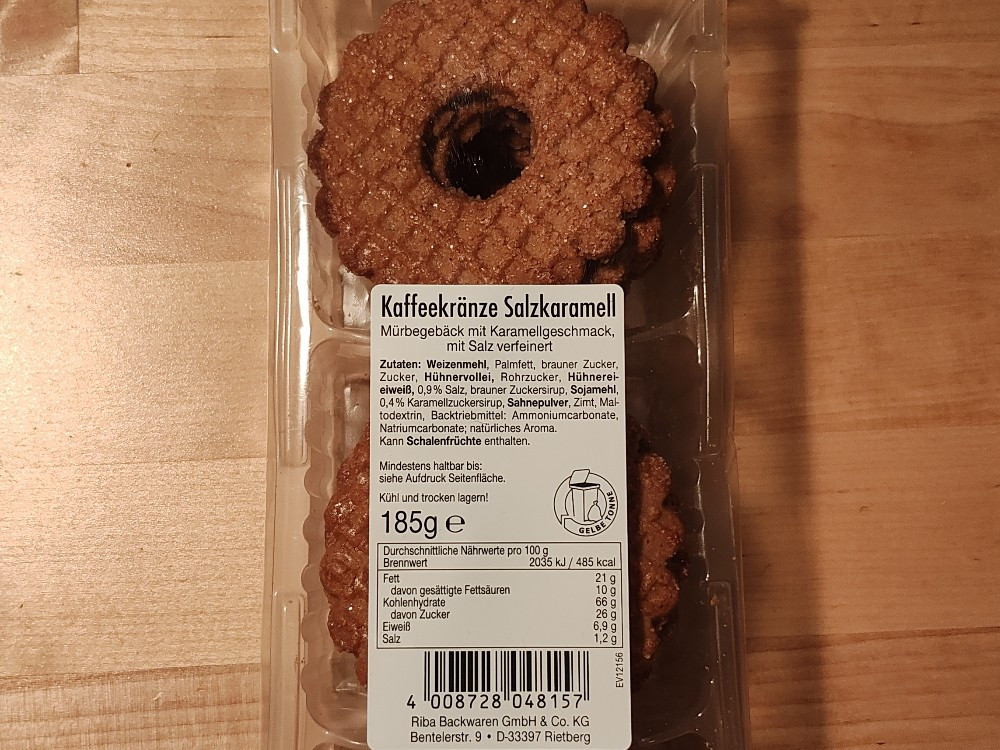 Kaffeekränze Salzkaramell
Mürbegebäck mit Karamellgeschmack,
mit Salz verfeinert
Zutaten: Weizenmehl, Palmfett, brauner Zucker,
Zucker, Hühnervollei, Rohrzucker, Hühnerei-
eiweiß, 0,9% Salz, brauner Zuckersirup, Sojamehl,
0,4% Karamellzuckersirup, Sahnepulver, Zimt, Mal-
todextrin, Backtriebmittel: Ammoniumcarbonate,
Natriumcarbonate; natürliches Aroma.
Kann Schalenfrüchte enthalten.
Mindestens haltbar bis:
siehe Aufdruck Seitenfläche.
Kühl und trocken lagern!
185g ℮
GELBE TONNE
Durchschnittliche Nährwerte pro 100 g
Brennwert 2035 kJ / 485 kcal
Fett 21 g
davon gesättigte Fettsäuren 10 g
Kohlenhydrate 66 g
davon Zucker 26 g
Eiweiß 6,9 g
Salz 1,2 g
EV12156
4 008728 048157
Riba Backwaren GmbH & Co. KG
Bentelerstr. 9 • D-33397 Rietberg